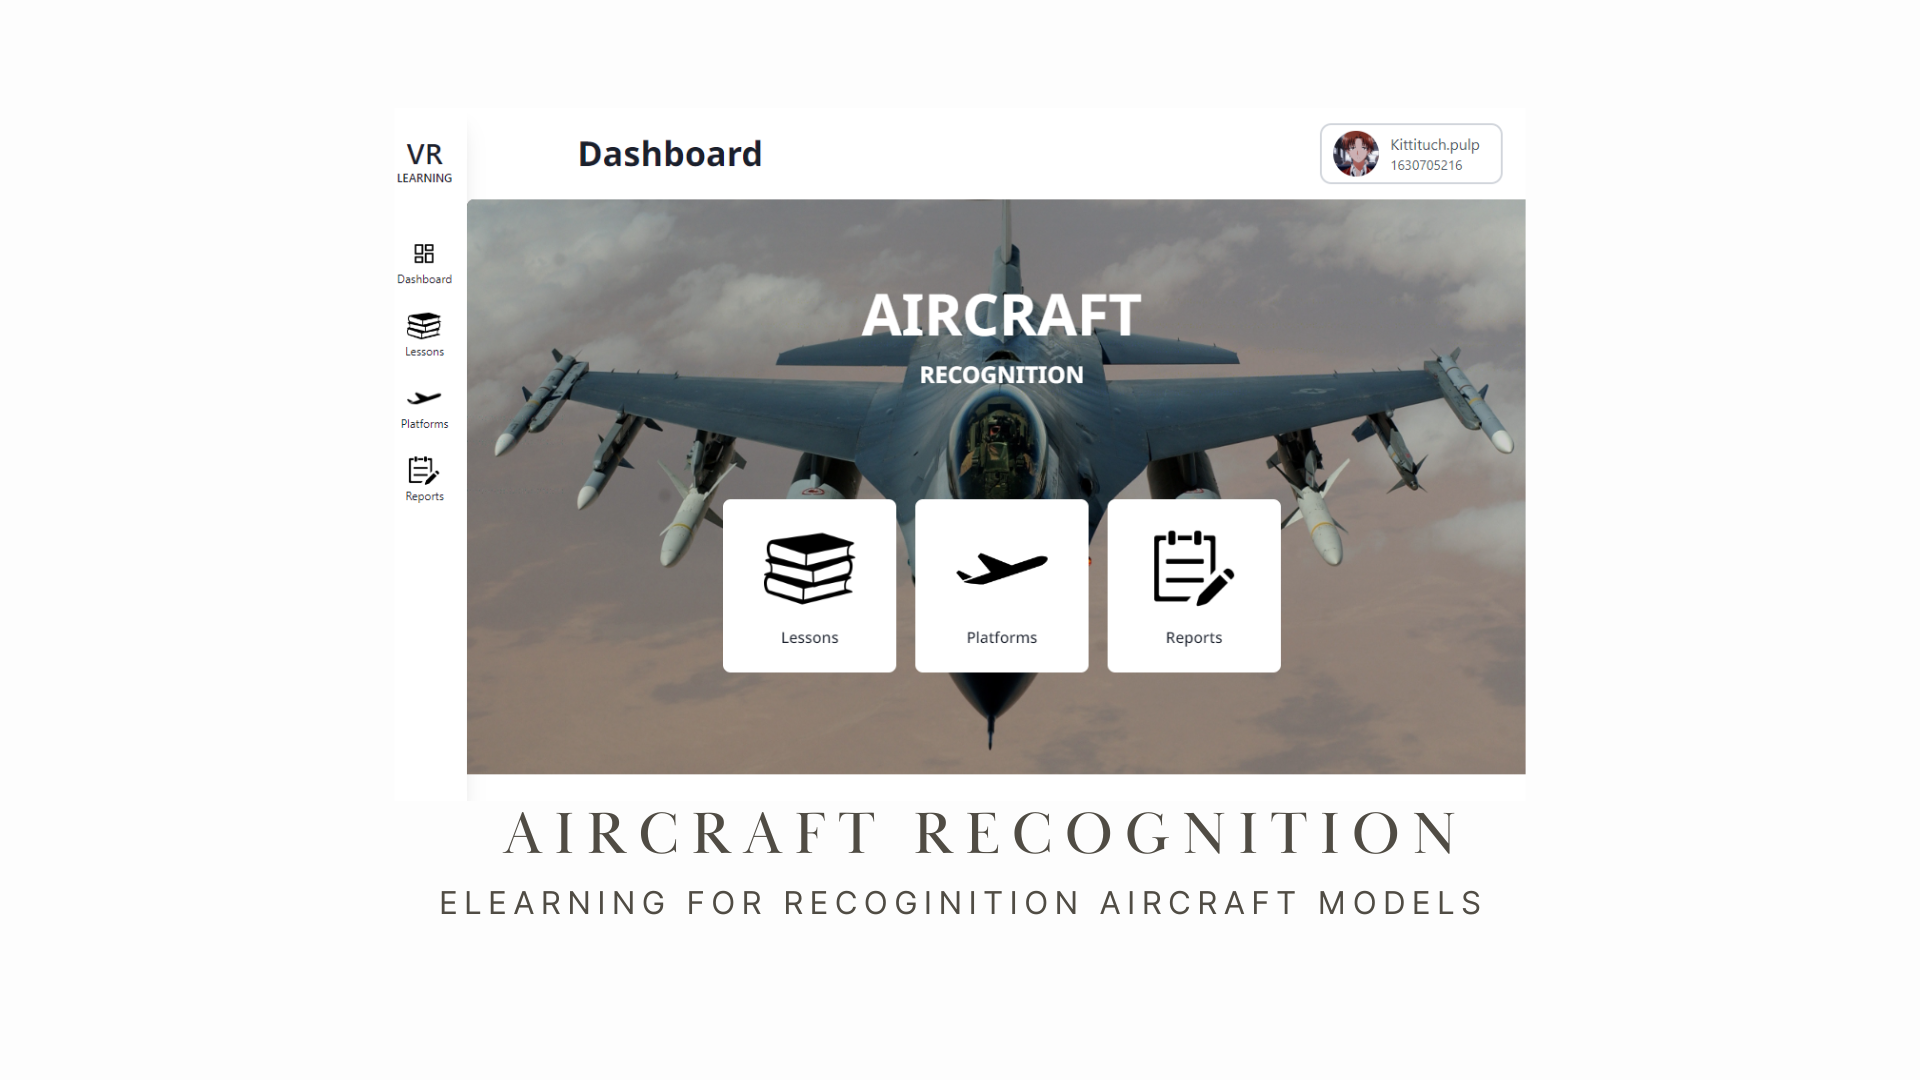 VR
LEARNING
Dashboard
Kittituch.pulp
1630705216
Dashboard
Lessons
Platforms
Reports
AIRCRAFT
RECOGNITION
Lessons
Platforms
Reports
AIRCRAFT RECOGNITION
ELEARNING FOR RECOGINITION AIRCRAFT MODELS